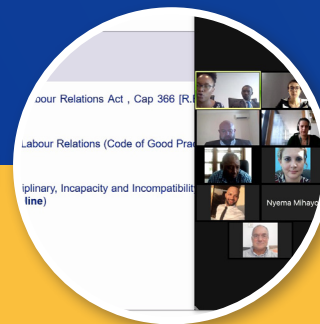 Labour Relations Act , Cap 366 [R.
Labour Relations (Code of Good Prac
iplinary, Incapacity and Incompatibilit
line)
Nyema Mihayo